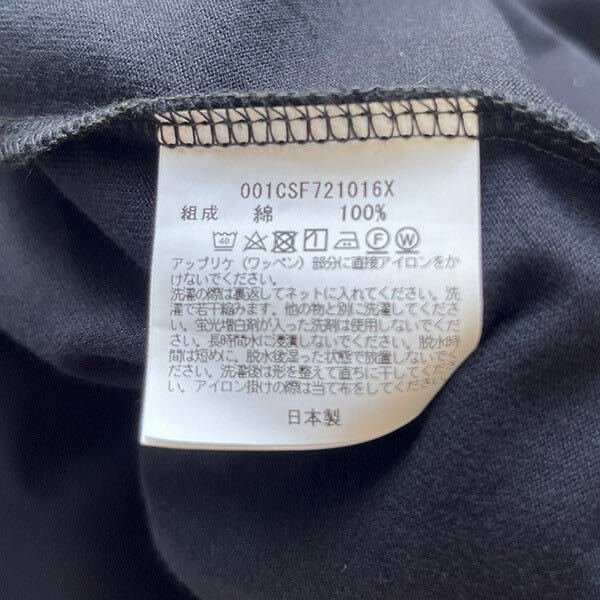 001CSF721016X
組成 綿 100%
40 F W
アップリケ(ワッペン)部分に直接アイロンをか
けないでください。
洗濯の際は裏返してネットに入れてください。洗
濯で若干縮みます。他の物と別に洗濯してくださ
い。蛍光増白剤が入った洗剤は使用しないでくだ
さい。長時間水に浸漬しないでください。脱水時
間は短めに。脱水後湿った状態で放置しないでく
ださい。洗濯後は形を整えて直ちに干してくださ
い。アイロン掛けの際は当て布をしてください。
日本製